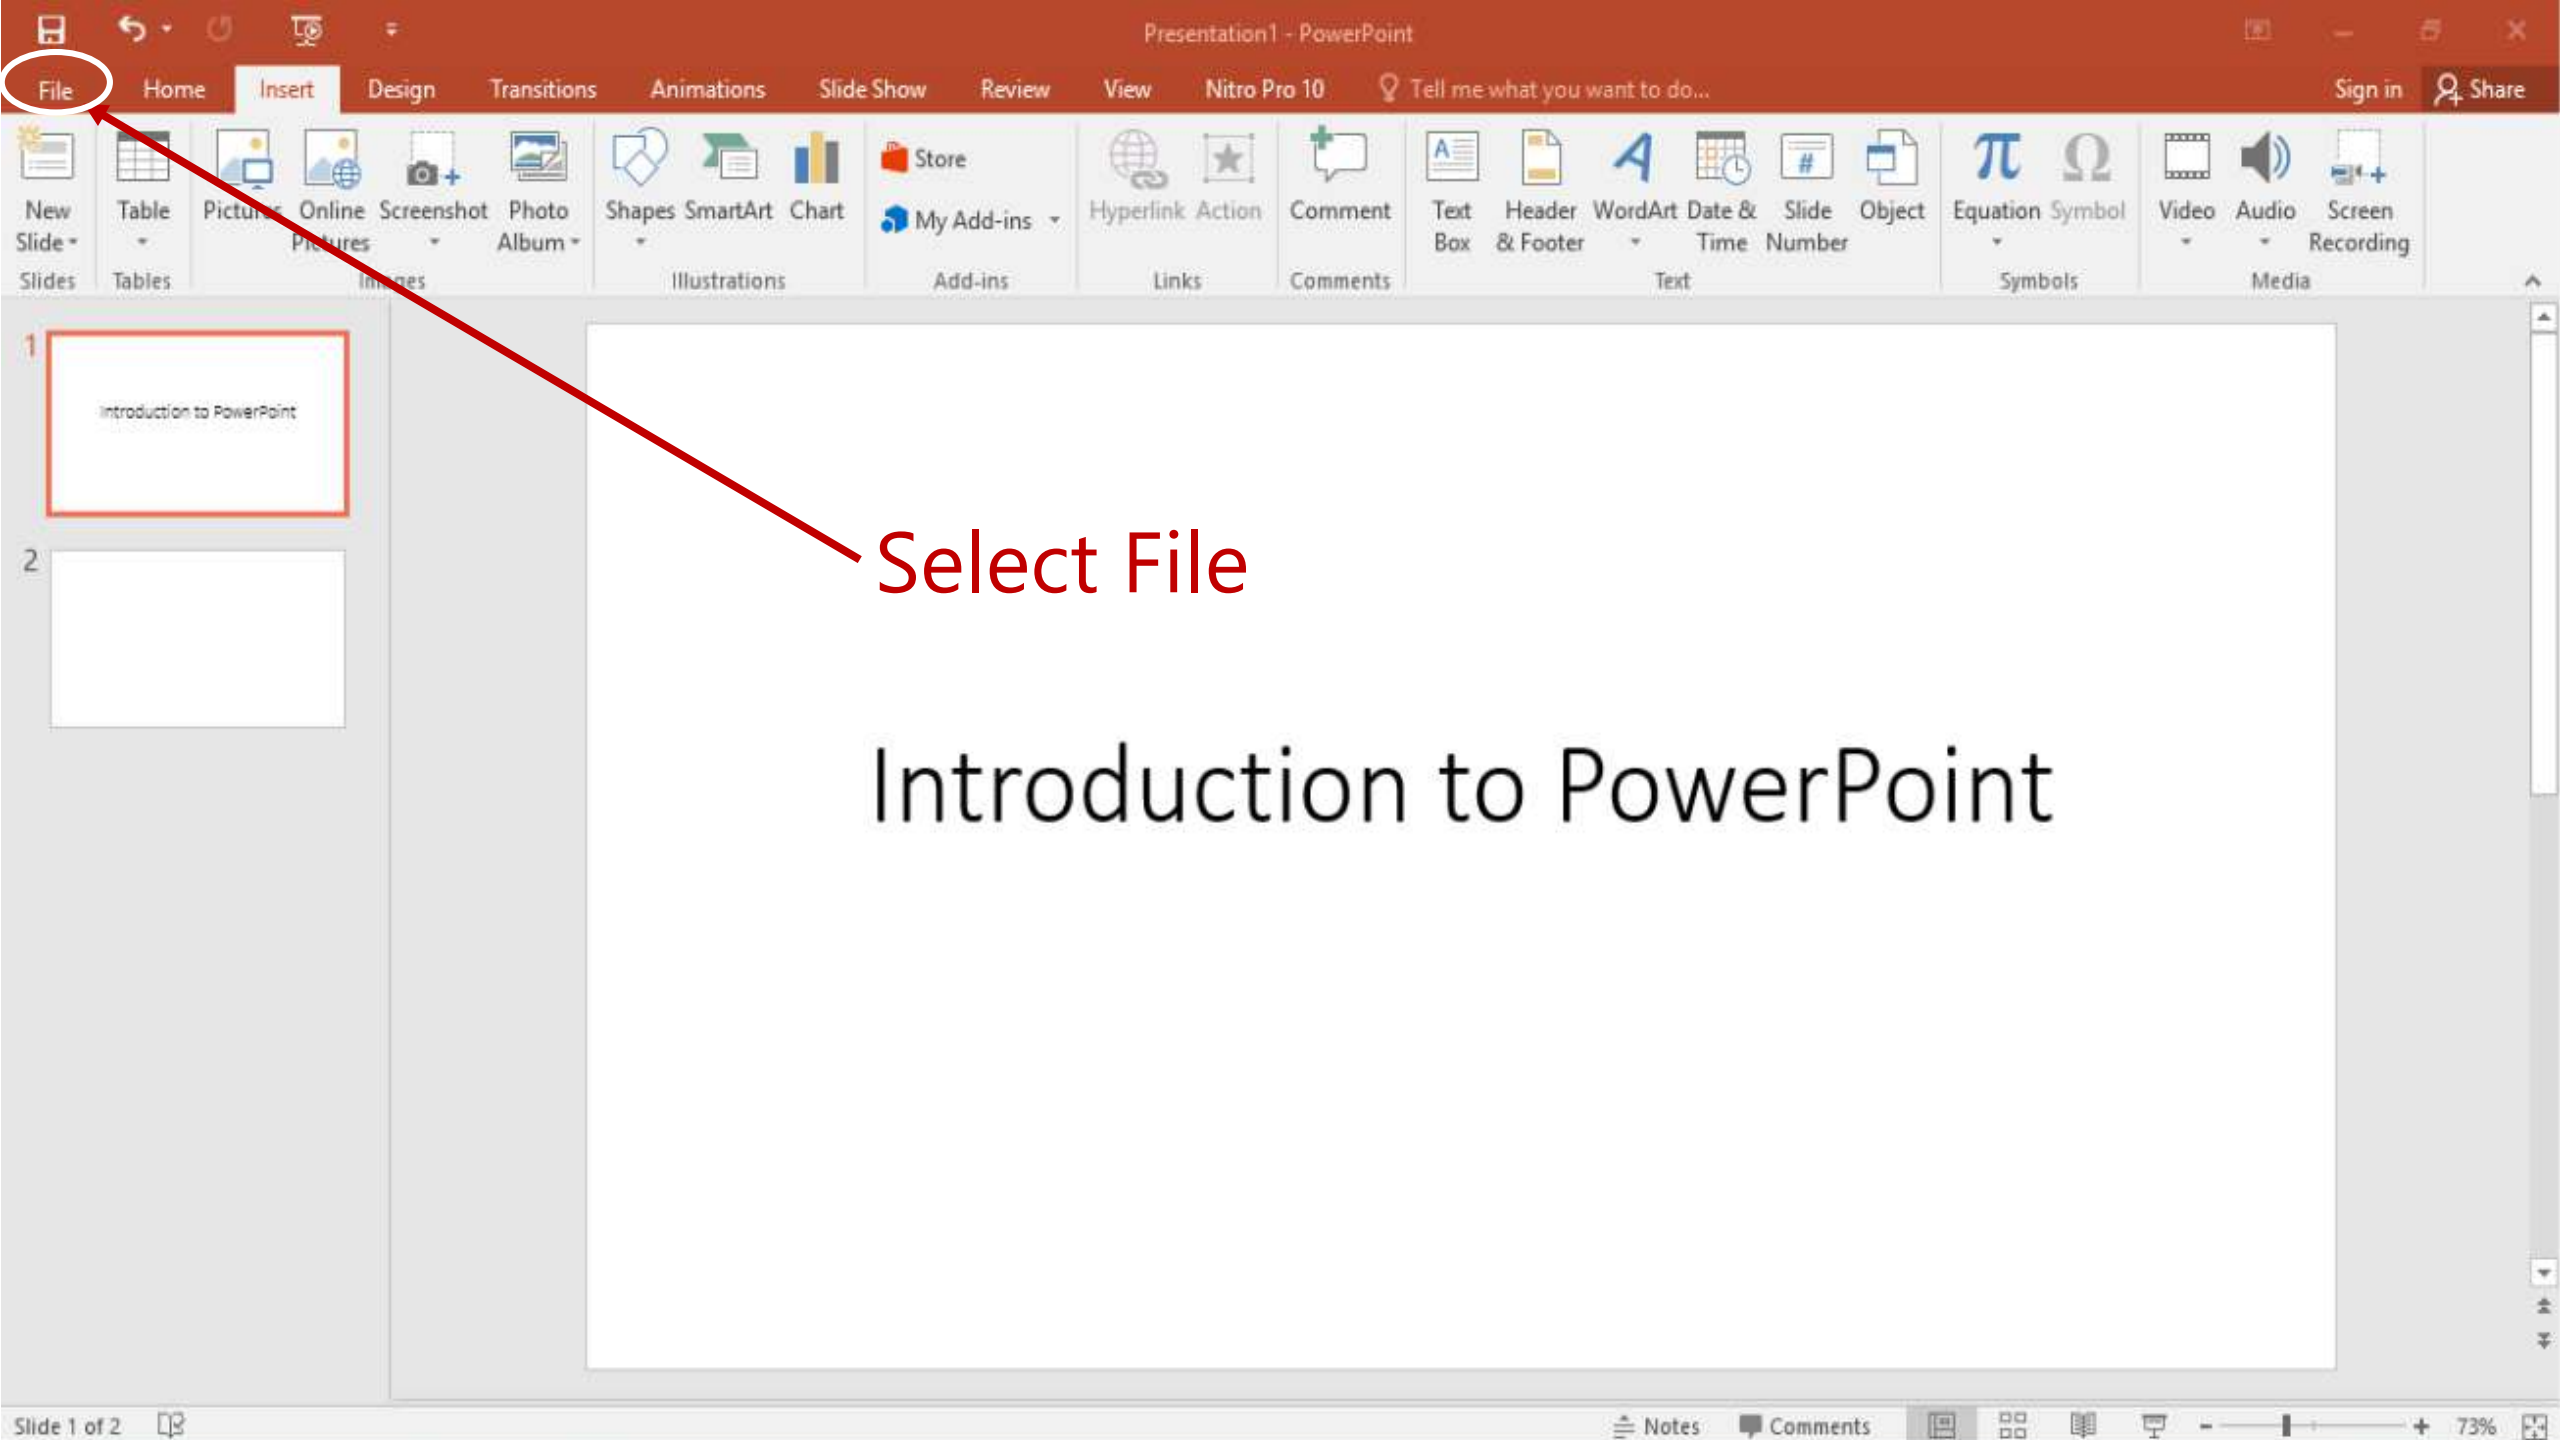 Presentation1 - PowerPoint
File Home Insert Design Transitions Animations Slide Show Review View Nitro Pro 10 Tell me what you want to do... Sign in Share
New Slide
Table
Pictures
Online Pictures
Screenshot
Photo Album
Shapes
SmartArt
Chart
Store
My Add-ins
Hyperlink
Action
Comment
Text Box
Header & Footer
WordArt
Date & Time
Slide Number
Object
Equation
Symbol
Video
Audio
Screen Recording
Slides Tables Images Illustrations Add-ins Links Comments Text Symbols Media
1
Introduction to PowerPoint
2
Select File
Introduction to PowerPoint
Slide 1 of 2 Notes Comments 73%